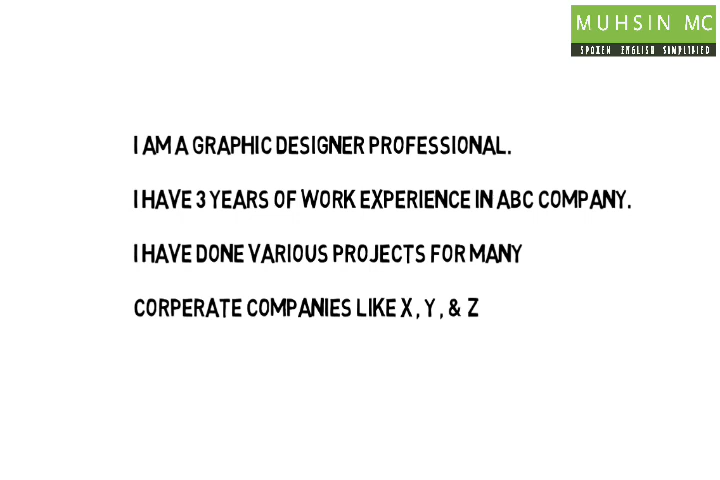 MUHSIN MC
SPOKEN ENGLISH SIMPLIFIED
I AM A GRAPHIC DESIGNER PROFESSIONAL.
I HAVE 3 YEARS OF WORK EXPERIENCE IN ABC COMPANY.
I HAVE DONE VARIOUS PROJECTS FOR MANY
CORPERATE COMPANIES LIKE X, Y, & Z